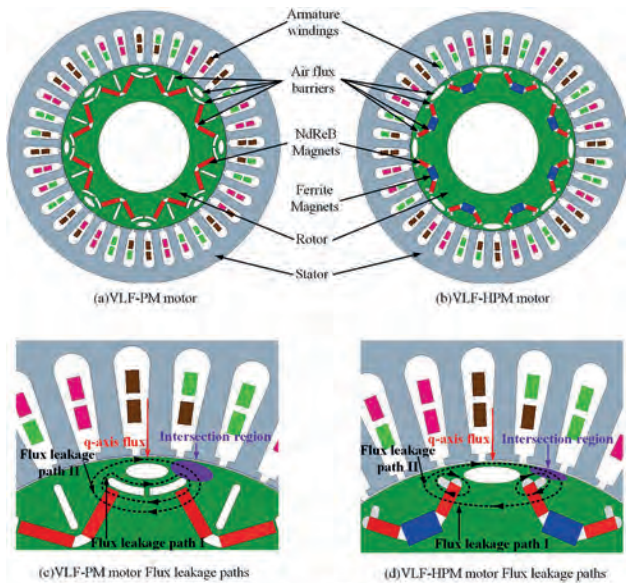 Armature
windings
Air flux
barriers
NdReB
Magnets
Ferrite
Magnets
Rotor
Stator
(a)VLF-PM motor
(b)VLF-HPM motor
q-axis flux
Intersection region
Flux leakage
path II
Flux leakage path I
(c)VLF-PM motor Flux leakage paths
q-axis flux
Intersection region
Flux leakage
path II
Flux leakage path I
(d)VLF-HPM motor Flux leakage paths